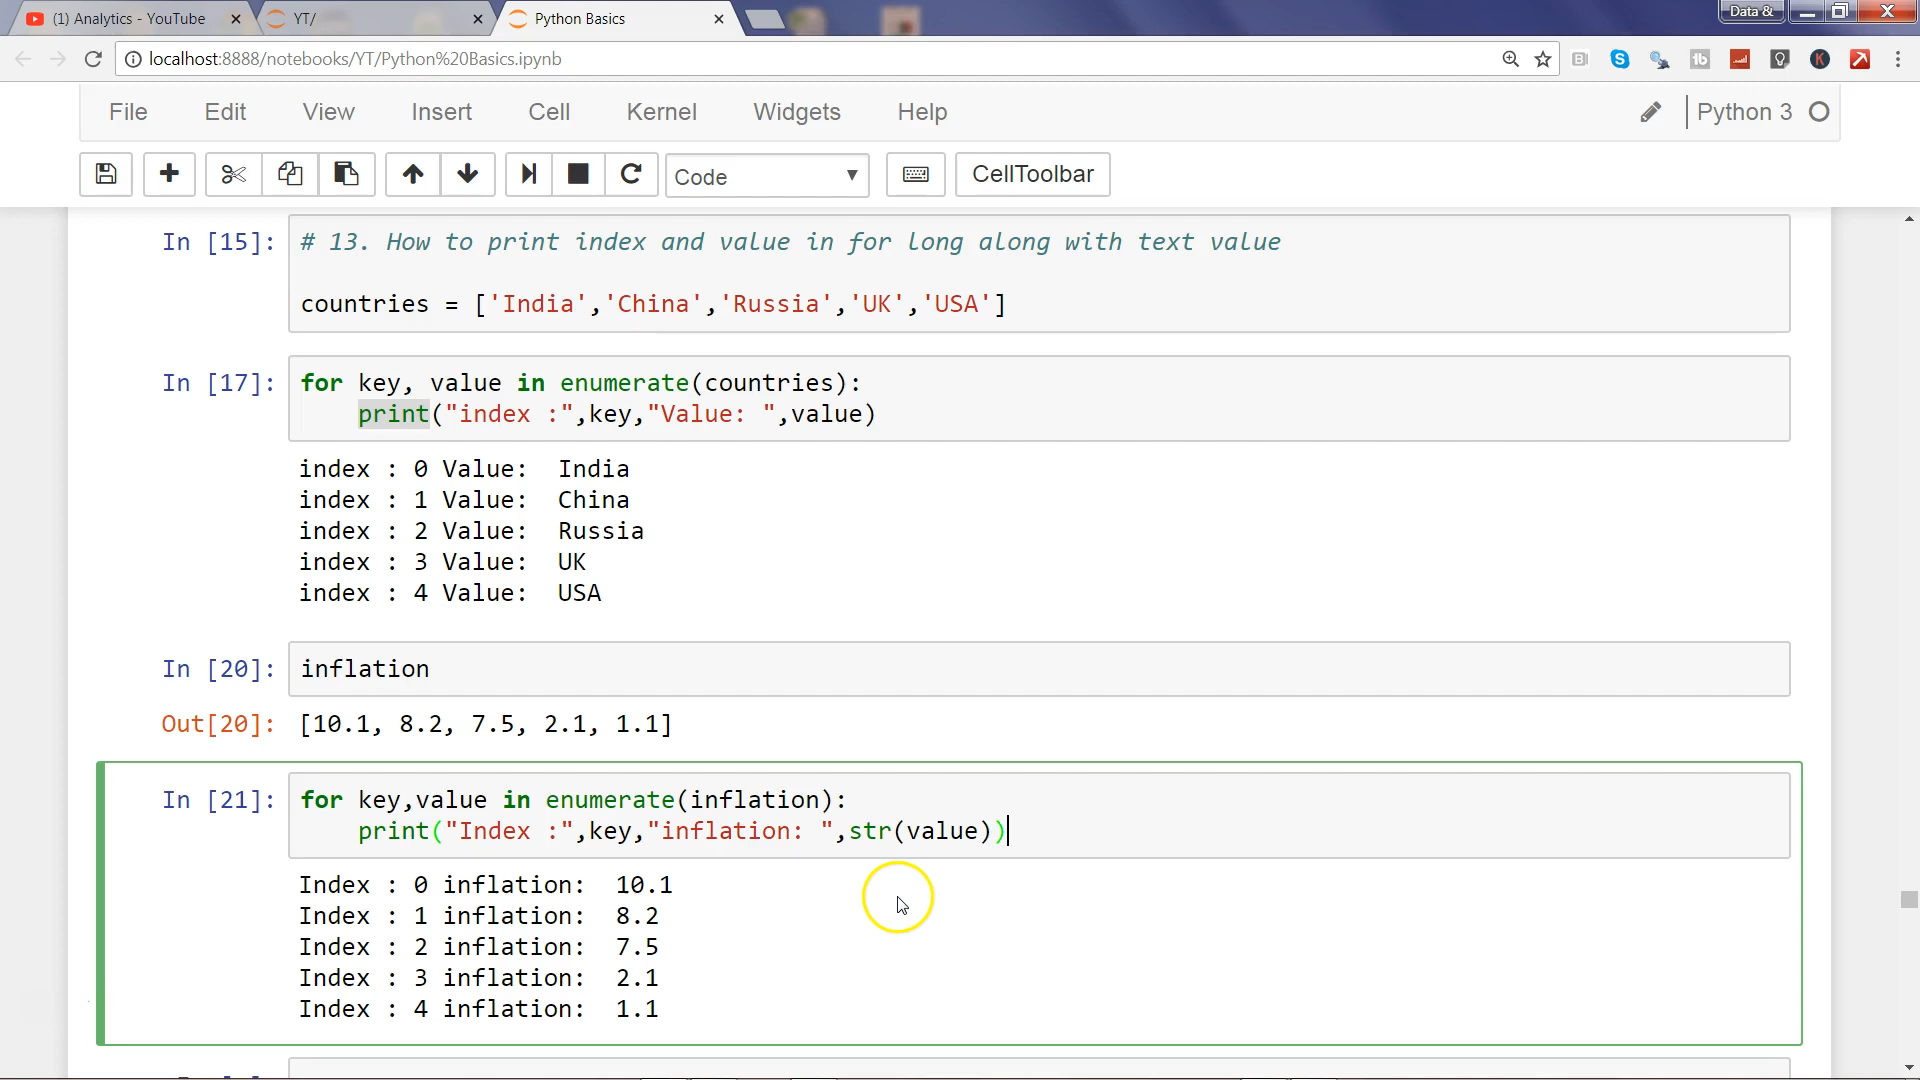 (1) Analytics - YouTube
YT/
Python Basics
Data &
localhost:8888/notebooks/YT/Python%20Basics.ipynb
File Edit View Insert Cell Kernel Widgets Help
Python 3
Code
CellToolbar
In [15]:
# 13. How to print index and value in for long along with text value
countries = ['India','China','Russia','UK','USA']
In [17]:
for key, value in enumerate(countries):
print("index :",key,"Value: ",value)
index : 0 Value:  India
index : 1 Value:  China
index : 2 Value:  Russia
index : 3 Value:  UK
index : 4 Value:  USA
In [20]:
inflation
Out[20]:
[10.1, 8.2, 7.5, 2.1, 1.1]
In [21]:
for key,value in enumerate(inflation):
print("Index :",key,"inflation: ",str(value))
Index : 0 inflation:  10.1
Index : 1 inflation:  8.2
Index : 2 inflation:  7.5
Index : 3 inflation:  2.1
Index : 4 inflation:  1.1